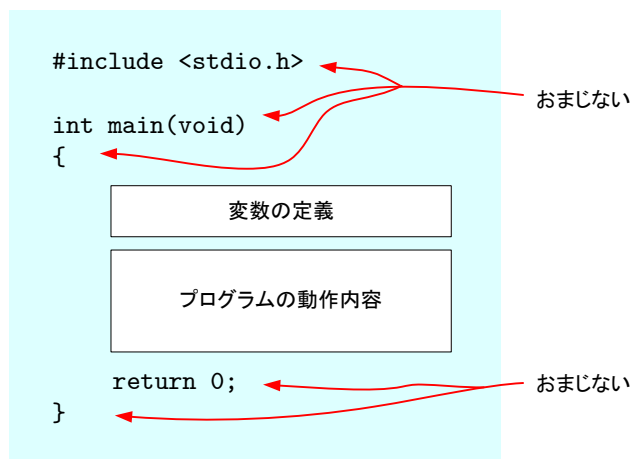 #include <stdio.h>
おまじない
int main(void)
{
変数の定義
プログラムの動作内容
return 0;
おまじない
}